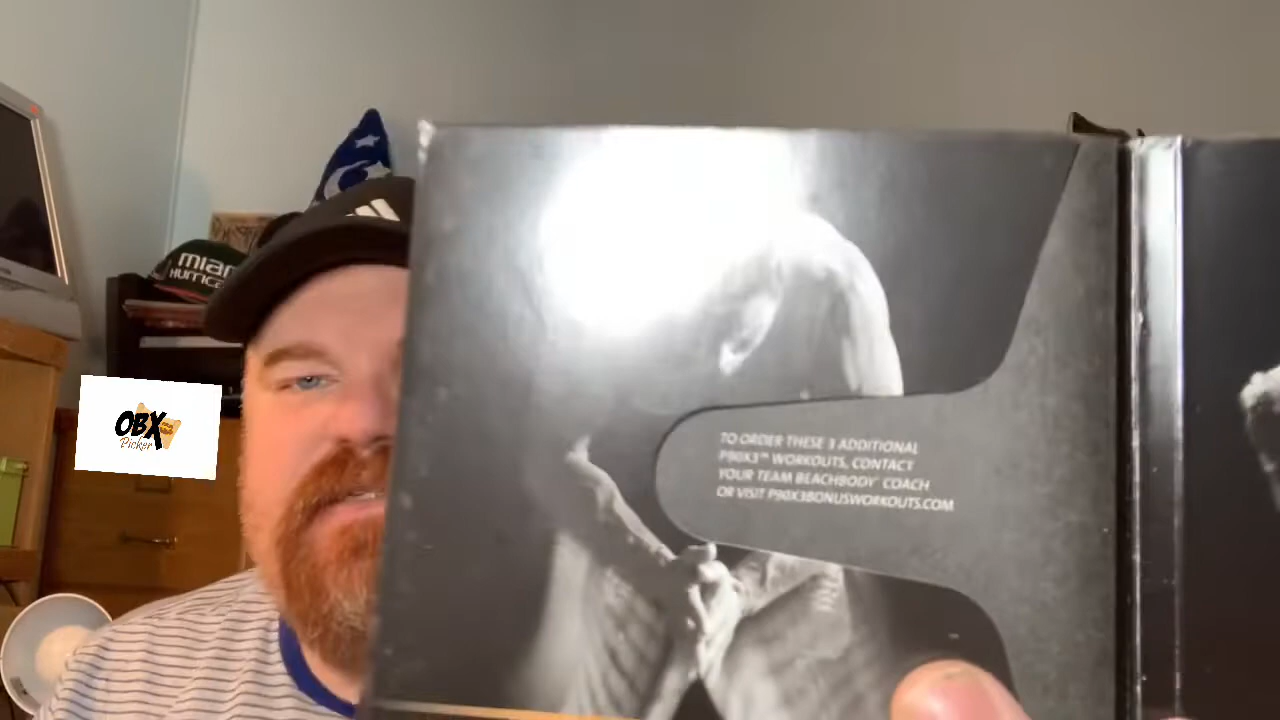 MIAMI
HURRICA
OBX
Picker
TO ORDER THESE 3 ADDITIONAL
P90X3™ WORKOUTS, CONTACT
YOUR TEAM BEACHBODY® COACH
OR VISIT P90X3BONUSWORKOUTS.COM